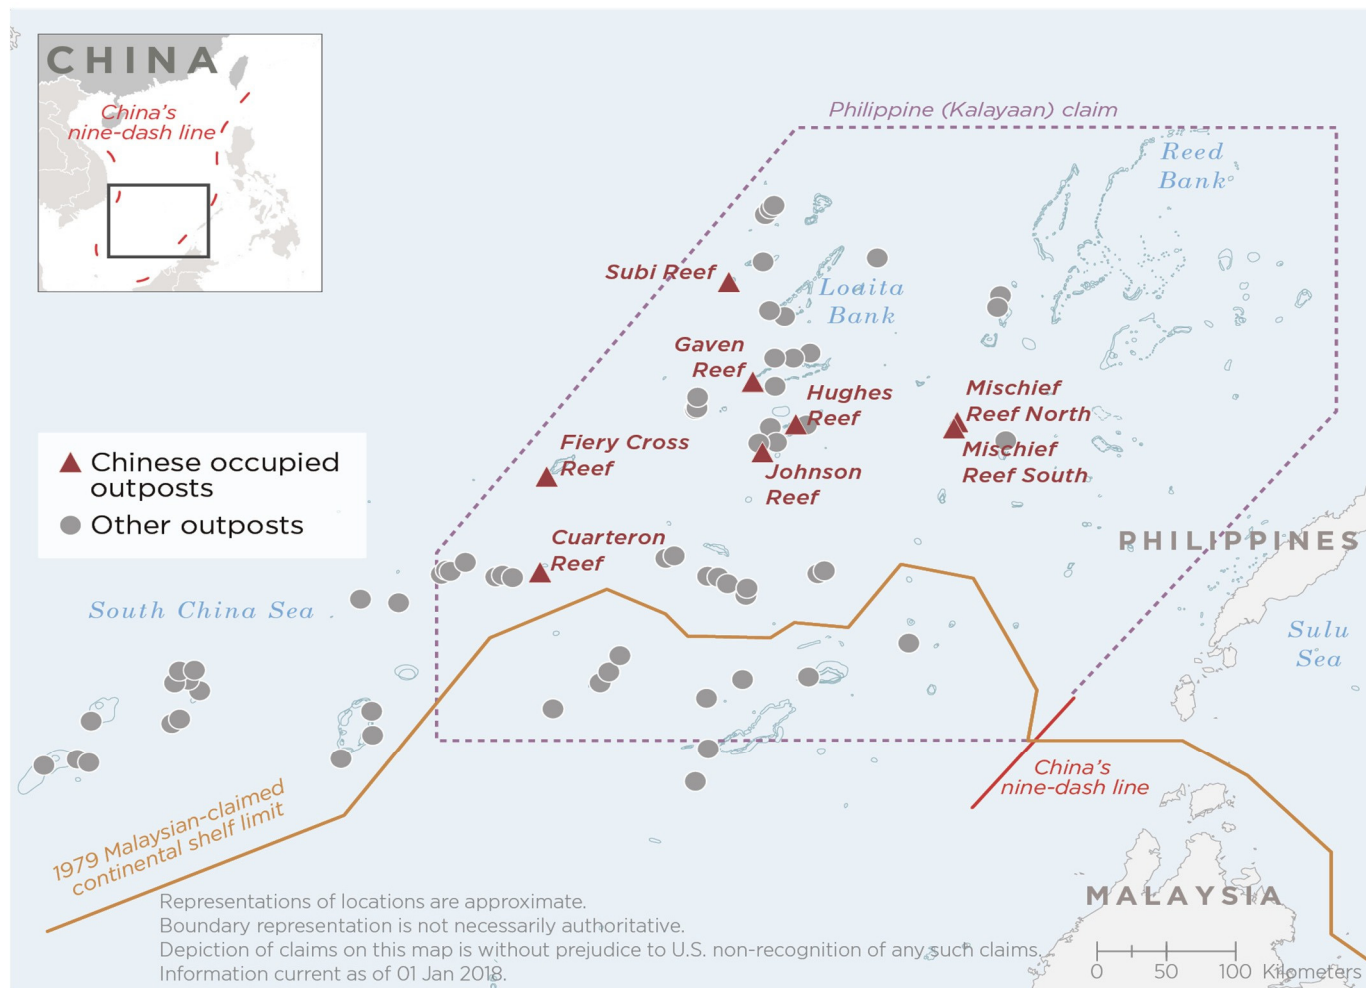 CHINA
China's
nine-dash line
Philippine (Kalayaan) claim
Reed
Bank
Subi Reef
Loaita
Bank
Gaven
Reef
Hughes
Reef
Mischief
Reef North
Mischief
Reef South
Fiery Cross
Reef
Johnson
Reef
Chinese occupied
outposts
Other outposts
Cuarteron
Reef
PHILIPPINES
South China Sea
Sulu
Sea
China's
nine-dash line
1979 Malaysian-claimed
continental shelf limit
MALAYSIA
Representations of locations are approximate.
Boundary representation is not necessarily authoritative.
Depiction of claims on this map is without prejudice to U.S. non-recognition of any such claims.
Information current as of 01 Jan 2018.
0 50 100 Kilometers